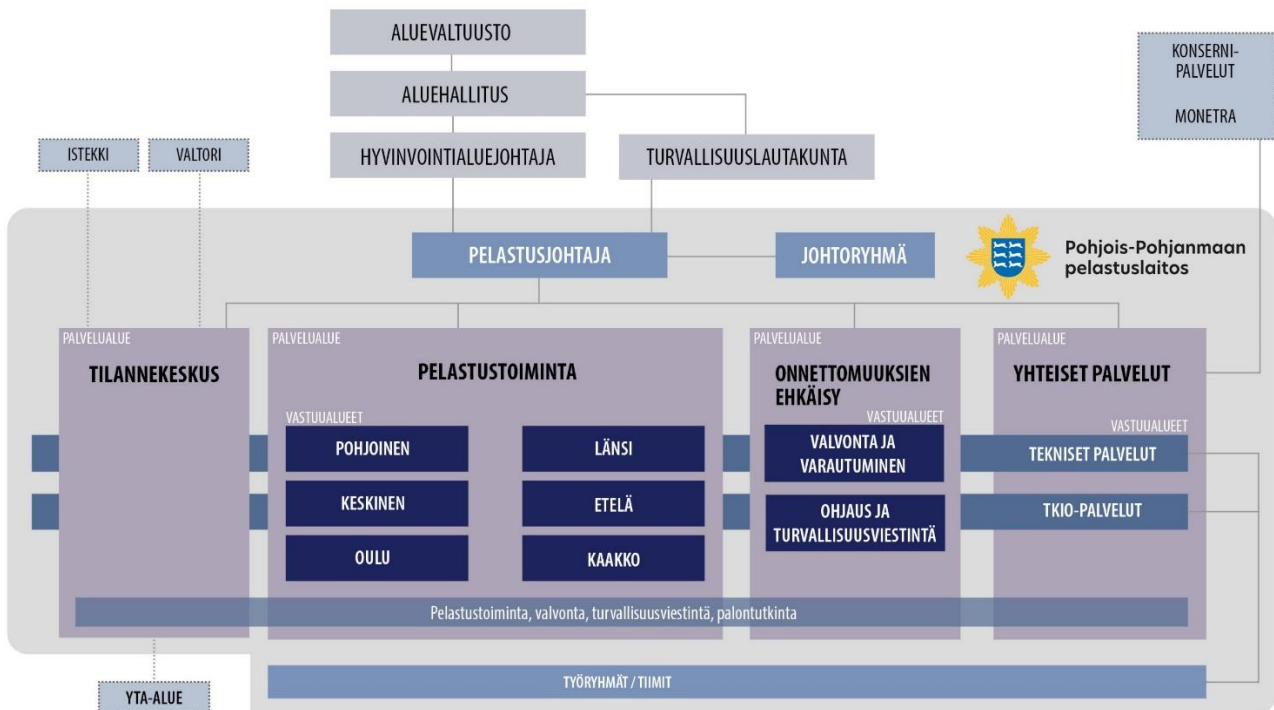 ALUEVALTUUSTO
ALUEHALLITUS
HYVINVOINTIALUEJOHTAJA
TURVALLISUUSLAUTAKUNTA
KONSERNI-
PALVELUT
MONETRA
ISTEKKI
VALTORI
PELASTUSJOHTAJA
JOHTORYHMÄ
Pohjois-Pohjanmaan
pelastuslaitos
PALVELUALUE
TILANNEKESKUS
PALVELUALUE
PELASTUSTOIMINTA
VASTUUALUEET
POHJOINEN
KESKINEN
OULU
LÄNSI
ETELÄ
KAAKKO
PALVELUALUE
ONNETTOMUUKSIEN
EHKÄISY
VASTUUALUEET
VALVONTA JA
VARAUTUMINEN
OHJAUS JA
TURVALLISUUSVIESTINTÄ
PALVELUALUE
YHTEISET PALVELUT
VASTUUALUEET
TEKNISET PALVELUT
TKIO-PALVELUT
Pelastustoiminta, valvonta, turvallisuusviestintä, palontutkinta
TYÖRYHMÄT / TIIMIT
YTA-ALUE